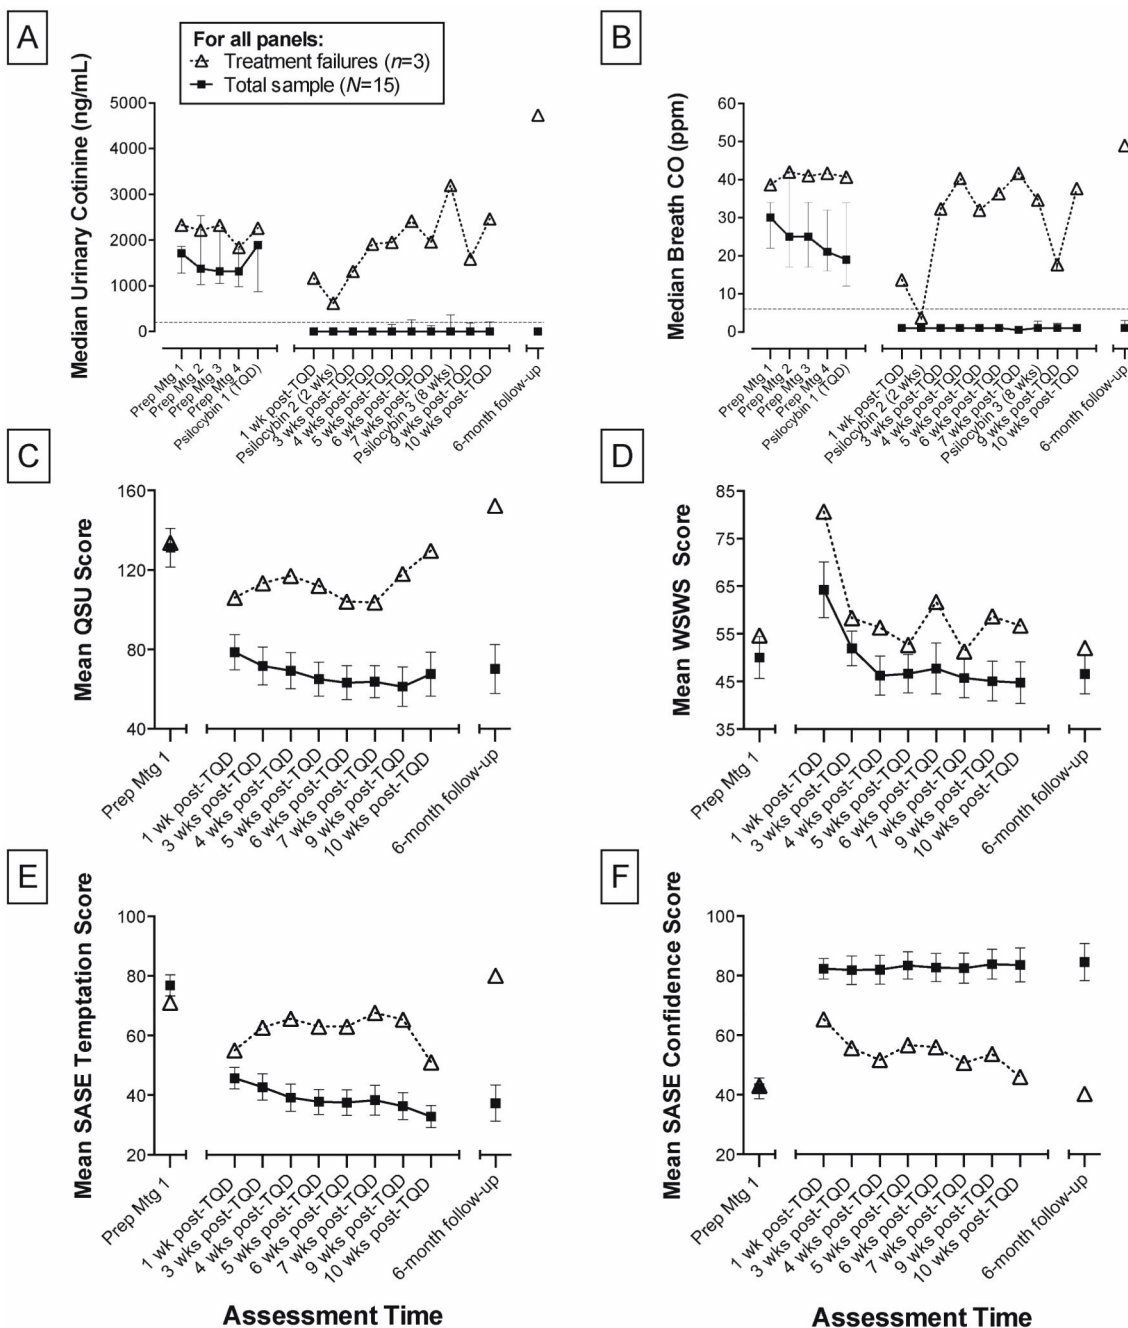 A
For all panels:
Treatment failures (n=3)
Total sample (N=15)
Median Urinary Cotinine (ng/mL)
5000
4000
3000
2000
1000
0
Prep Mtg 1
Prep Mtg 2
Prep Mtg 3
Prep Mtg 4
Psilocybin 1 (TQD)
1 wk post-TQD
Psilocybin 2 (2 wks)
3 wks post-TQD
4 wks post-TQD
5 wks post-TQD
6 wks post-TQD
7 wks post-TQD
Psilocybin 3 (8 wks)
9 wks post-TQD
10 wks post-TQD
6-month follow-up
B
Median Breath CO (ppm)
60
50
40
30
20
10
0
Prep Mtg 1
Prep Mtg 2
Prep Mtg 3
Prep Mtg 4
Psilocybin 1 (TQD)
1 wk post-TQD
Psilocybin 2 (2 wks)
3 wks post-TQD
4 wks post-TQD
5 wks post-TQD
6 wks post-TQD
7 wks post-TQD
Psilocybin 3 (8 wks)
9 wks post-TQD
10 wks post-TQD
6-month follow-up
C
Mean QSU Score
160
120
80
40
Prep Mtg 1
1 wk post-TQD
3 wks post-TQD
4 wks post-TQD
5 wks post-TQD
6 wks post-TQD
7 wks post-TQD
9 wks post-TQD
10 wks post-TQD
6-month follow-up
D
Mean WSWS Score
85
75
65
55
45
35
Prep Mtg 1
1 wk post-TQD
3 wks post-TQD
4 wks post-TQD
5 wks post-TQD
6 wks post-TQD
7 wks post-TQD
9 wks post-TQD
10 wks post-TQD
6-month follow-up
E
Mean SASE Temptation Score
100
80
60
40
20
Prep Mtg 1
1 wk post-TQD
3 wks post-TQD
4 wks post-TQD
5 wks post-TQD
6 wks post-TQD
7 wks post-TQD
9 wks post-TQD
10 wks post-TQD
6-month follow-up
Assessment Time
F
Mean SASE Confidence Score
100
80
60
40
20
Prep Mtg 1
1 wk post-TQD
3 wks post-TQD
4 wks post-TQD
5 wks post-TQD
6 wks post-TQD
7 wks post-TQD
9 wks post-TQD
10 wks post-TQD
6-month follow-up
Assessment Time